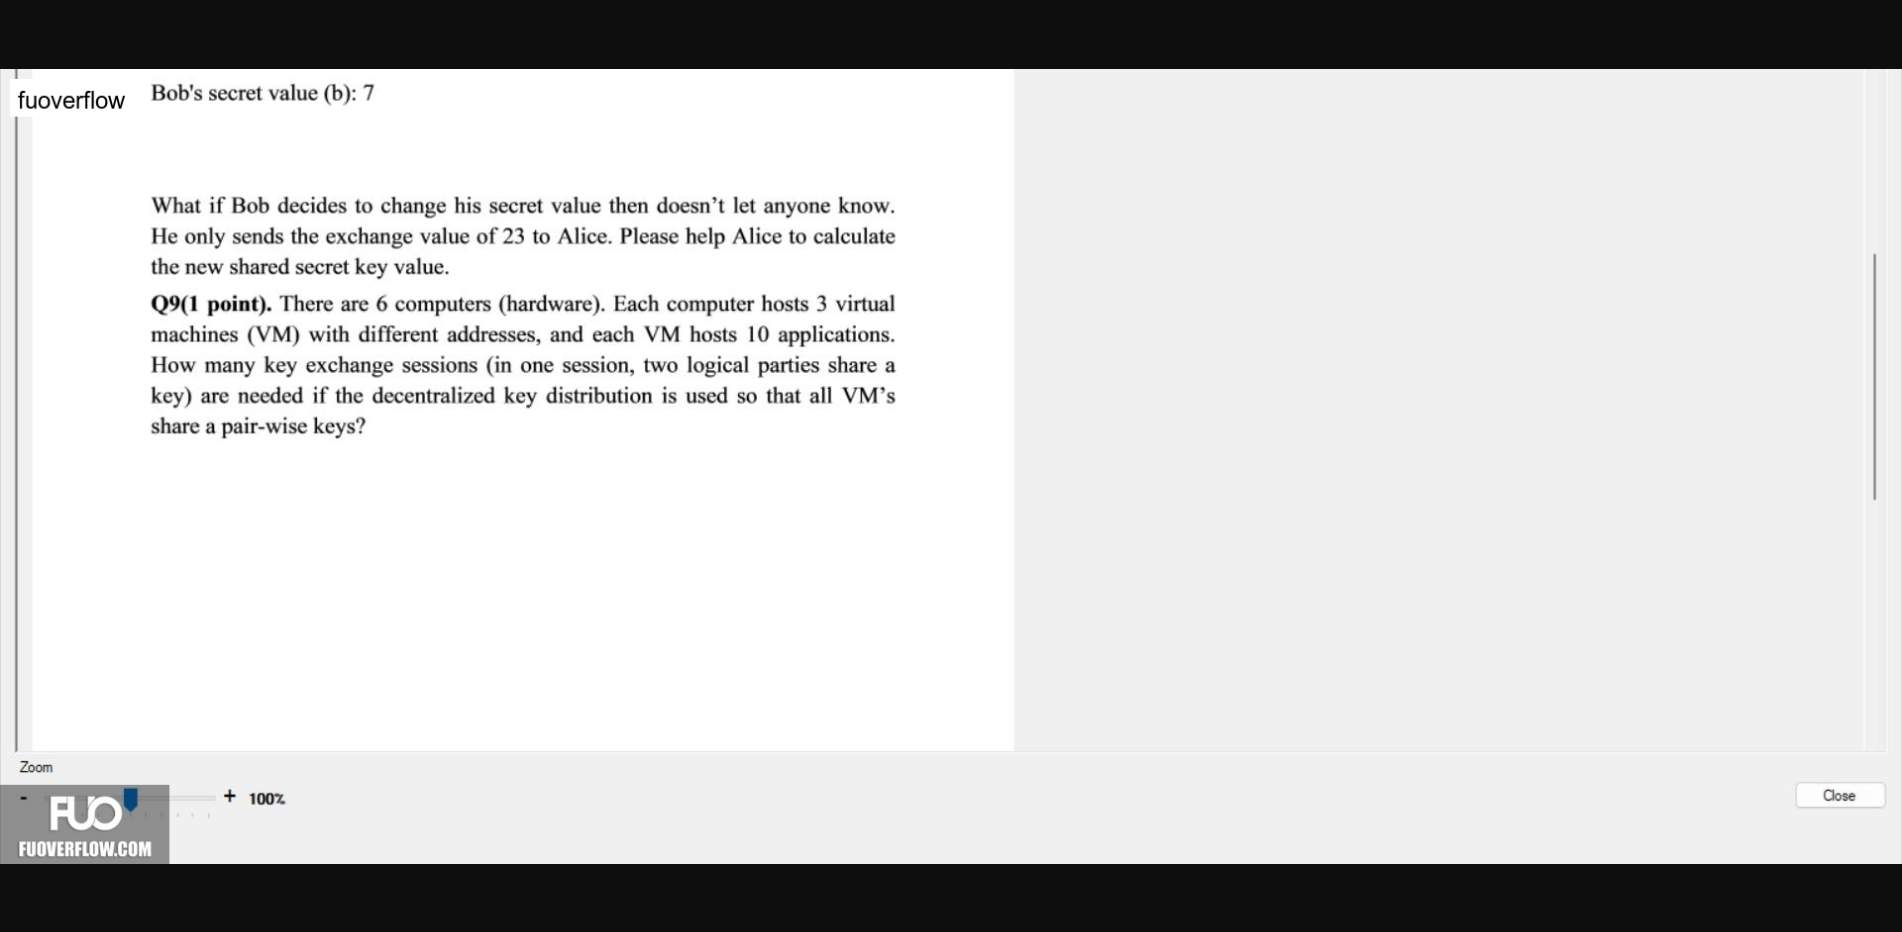 fuoverflow
Bob's secret value (b): 7
What if Bob decides to change his secret value then doesn’t let anyone know.
He only sends the exchange value of 23 to Alice. Please help Alice to calculate
the new shared secret key value.
Q9(1 point). There are 6 computers (hardware). Each computer hosts 3 virtual
machines (VM) with different addresses, and each VM hosts 10 applications.
How many key exchange sessions (in one session, two logical parties share a
key) are needed if the decentralized key distribution is used so that all VM’s
share a pair-wise keys?
Zoom
- + 100%
Close
FUO
FUOVERFLOW.COM